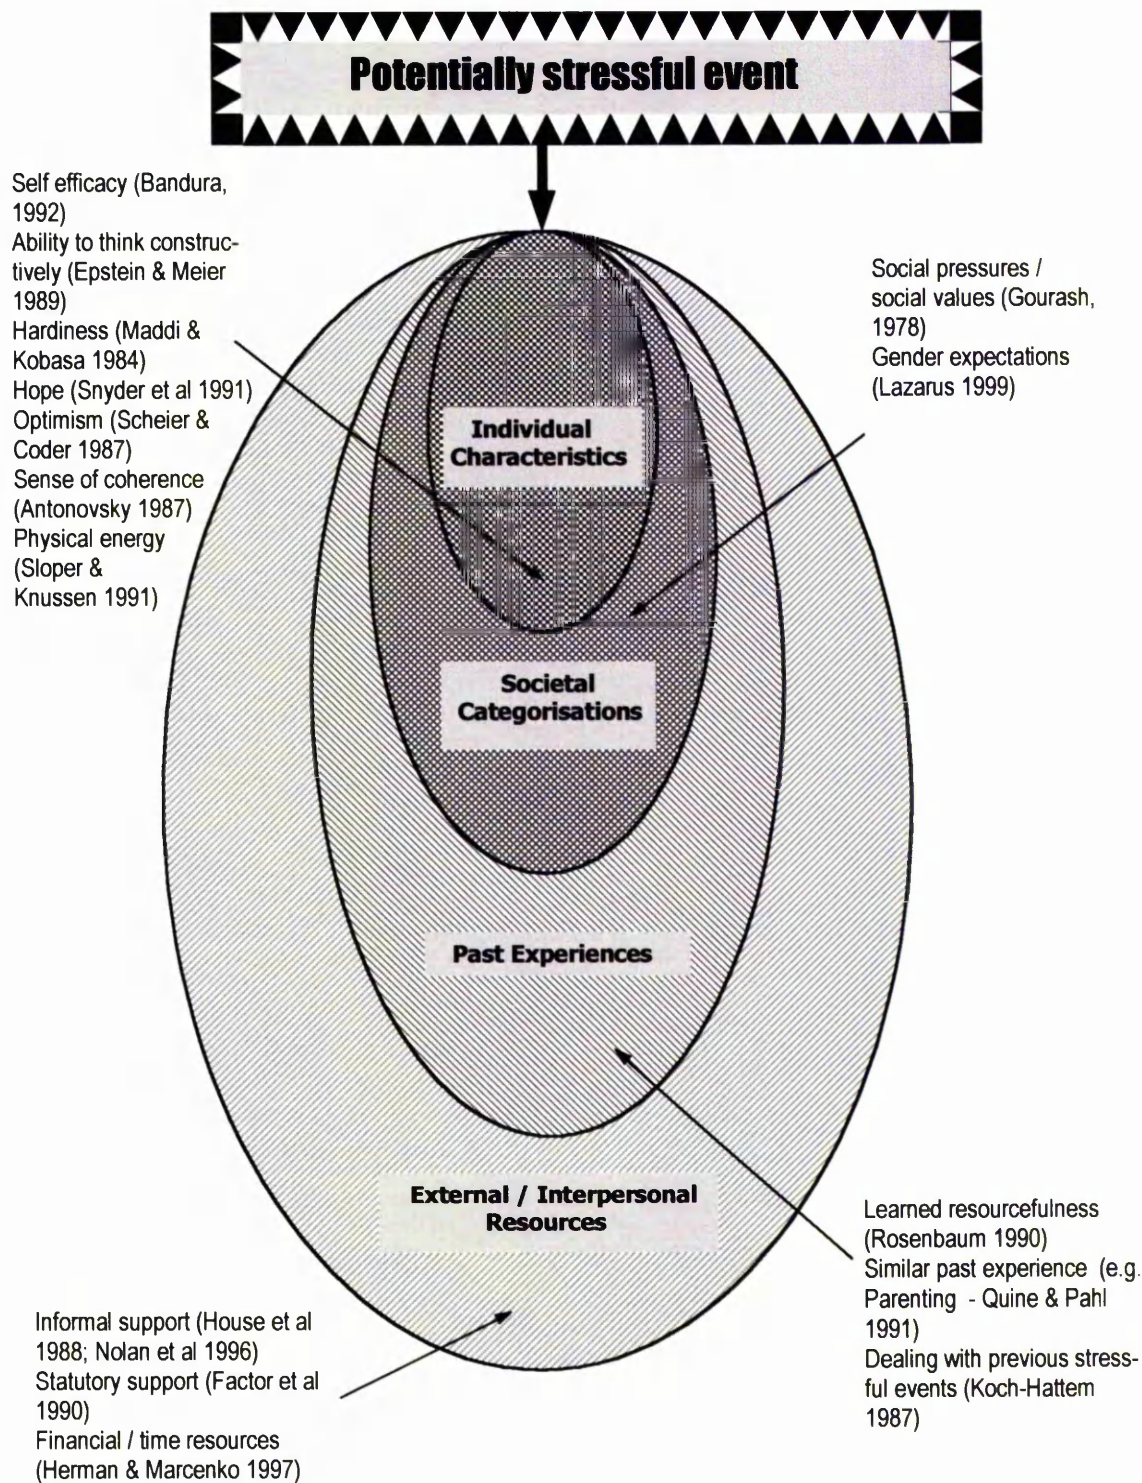 Potentially stressful event
Self efficacy (Bandura,
1992)
Ability to think construc-
tively (Epstein & Meier
1989)
Hardiness (Maddi &
Kobasa 1984)
Hope (Snyder et al 1991)
Optimism (Scheier &
Coder 1987)
Sense of coherence
(Antonovsky 1987)
Physical energy
(Sloper &
Knussen 1991)
Social pressures /
social values (Gourash,
1978)
Gender expectations
(Lazarus 1999)
Individual
Characteristics
Societal
Categorisations
Past Experiences
External / Interpersonal
Resources
Learned resourcefulness
(Rosenbaum 1990)
Similar past experience (e.g.
Parenting - Quine & Pahl
1991)
Dealing with previous stress-
ful events (Koch-Hattem
1987)
Informal support (House et al
1988; Nolan et al 1996)
Statutory support (Factor et al
1990)
Financial / time resources
(Herman & Marcenko 1997)